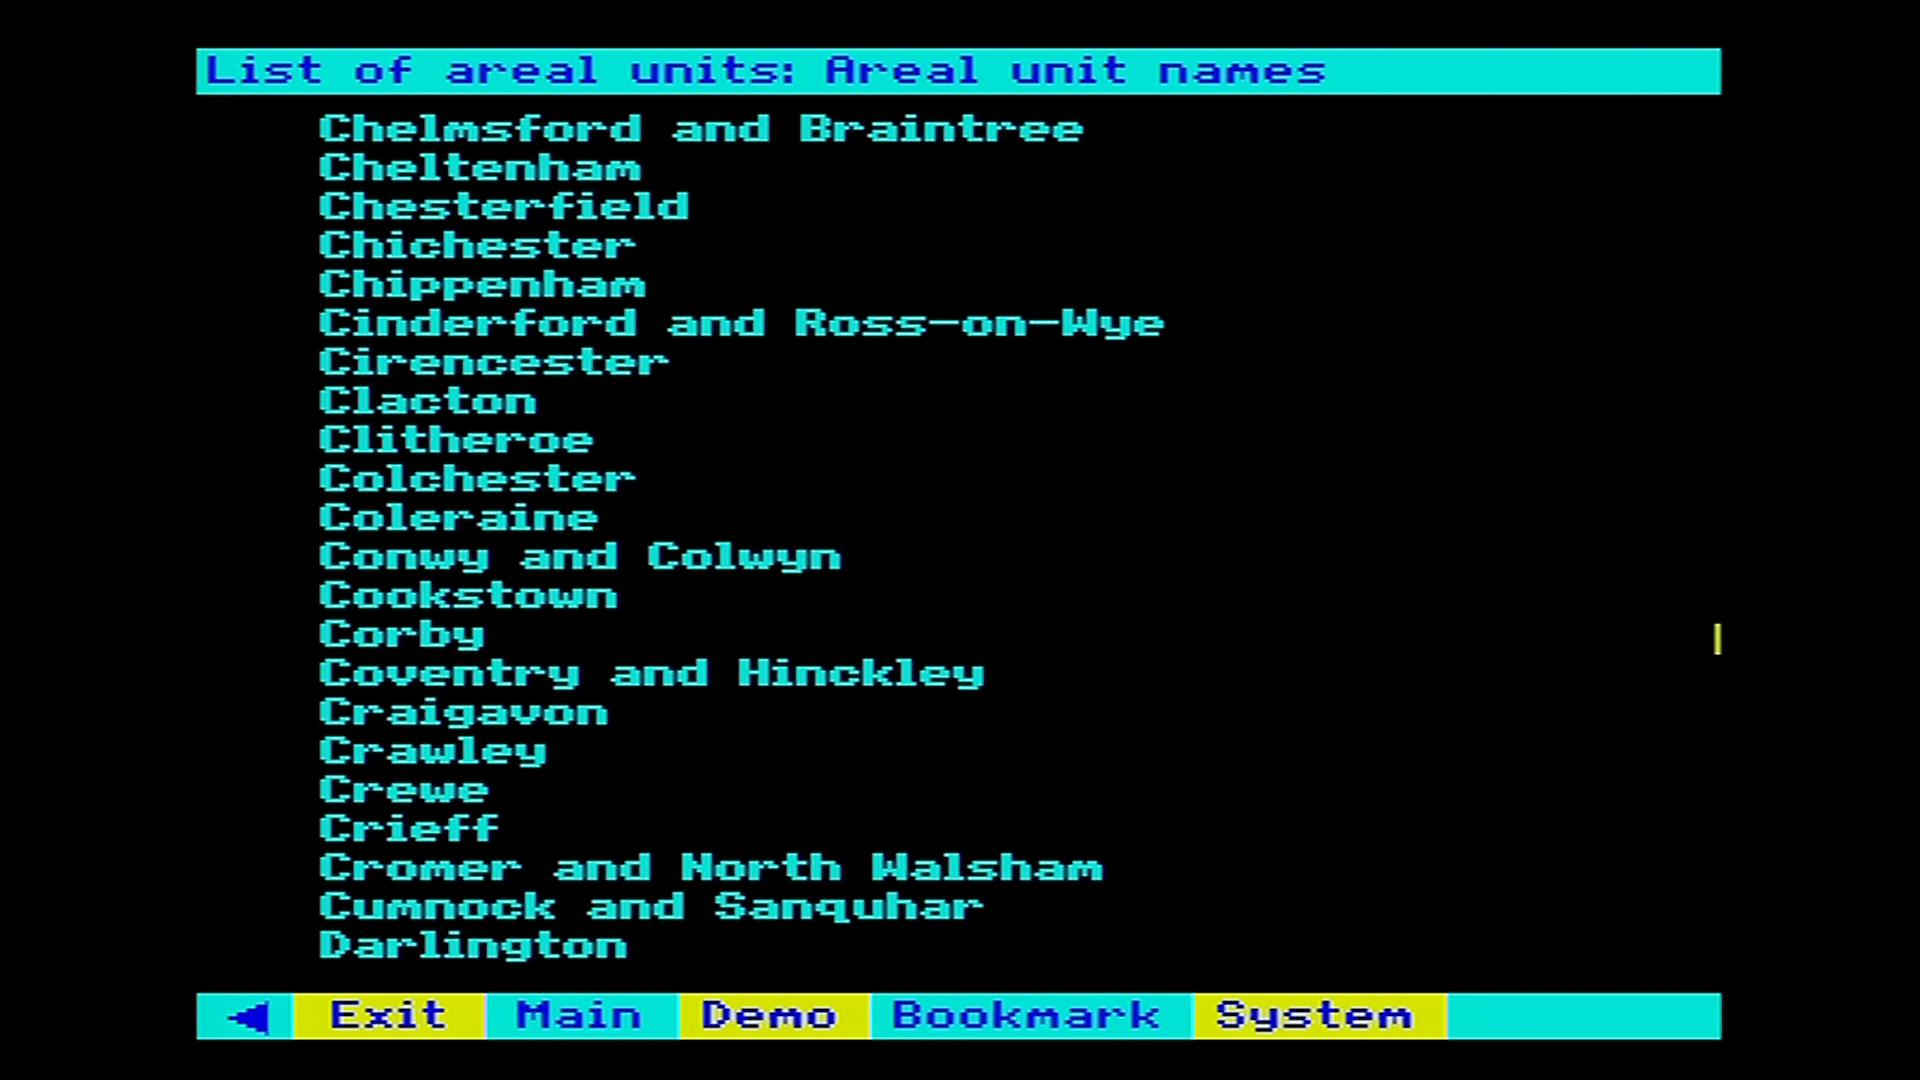 List of areal units: Areal unit names
Chelmsford and Braintree
Cheltenham
Chesterfield
Chichester
Chippenham
Cinderford and Ross-on-Wye
Cirencester
Clacton
Clitheroe
Colchester
Coleraine
Conwy and Colwyn
Cookstown
Corby
Coventry and Hinckley
Craigavon
Crawley
Crewe
Crieff
Cromer and North Walsham
Cumnock and Sanquhar
Darlington
Exit Main Demo Bookmark System